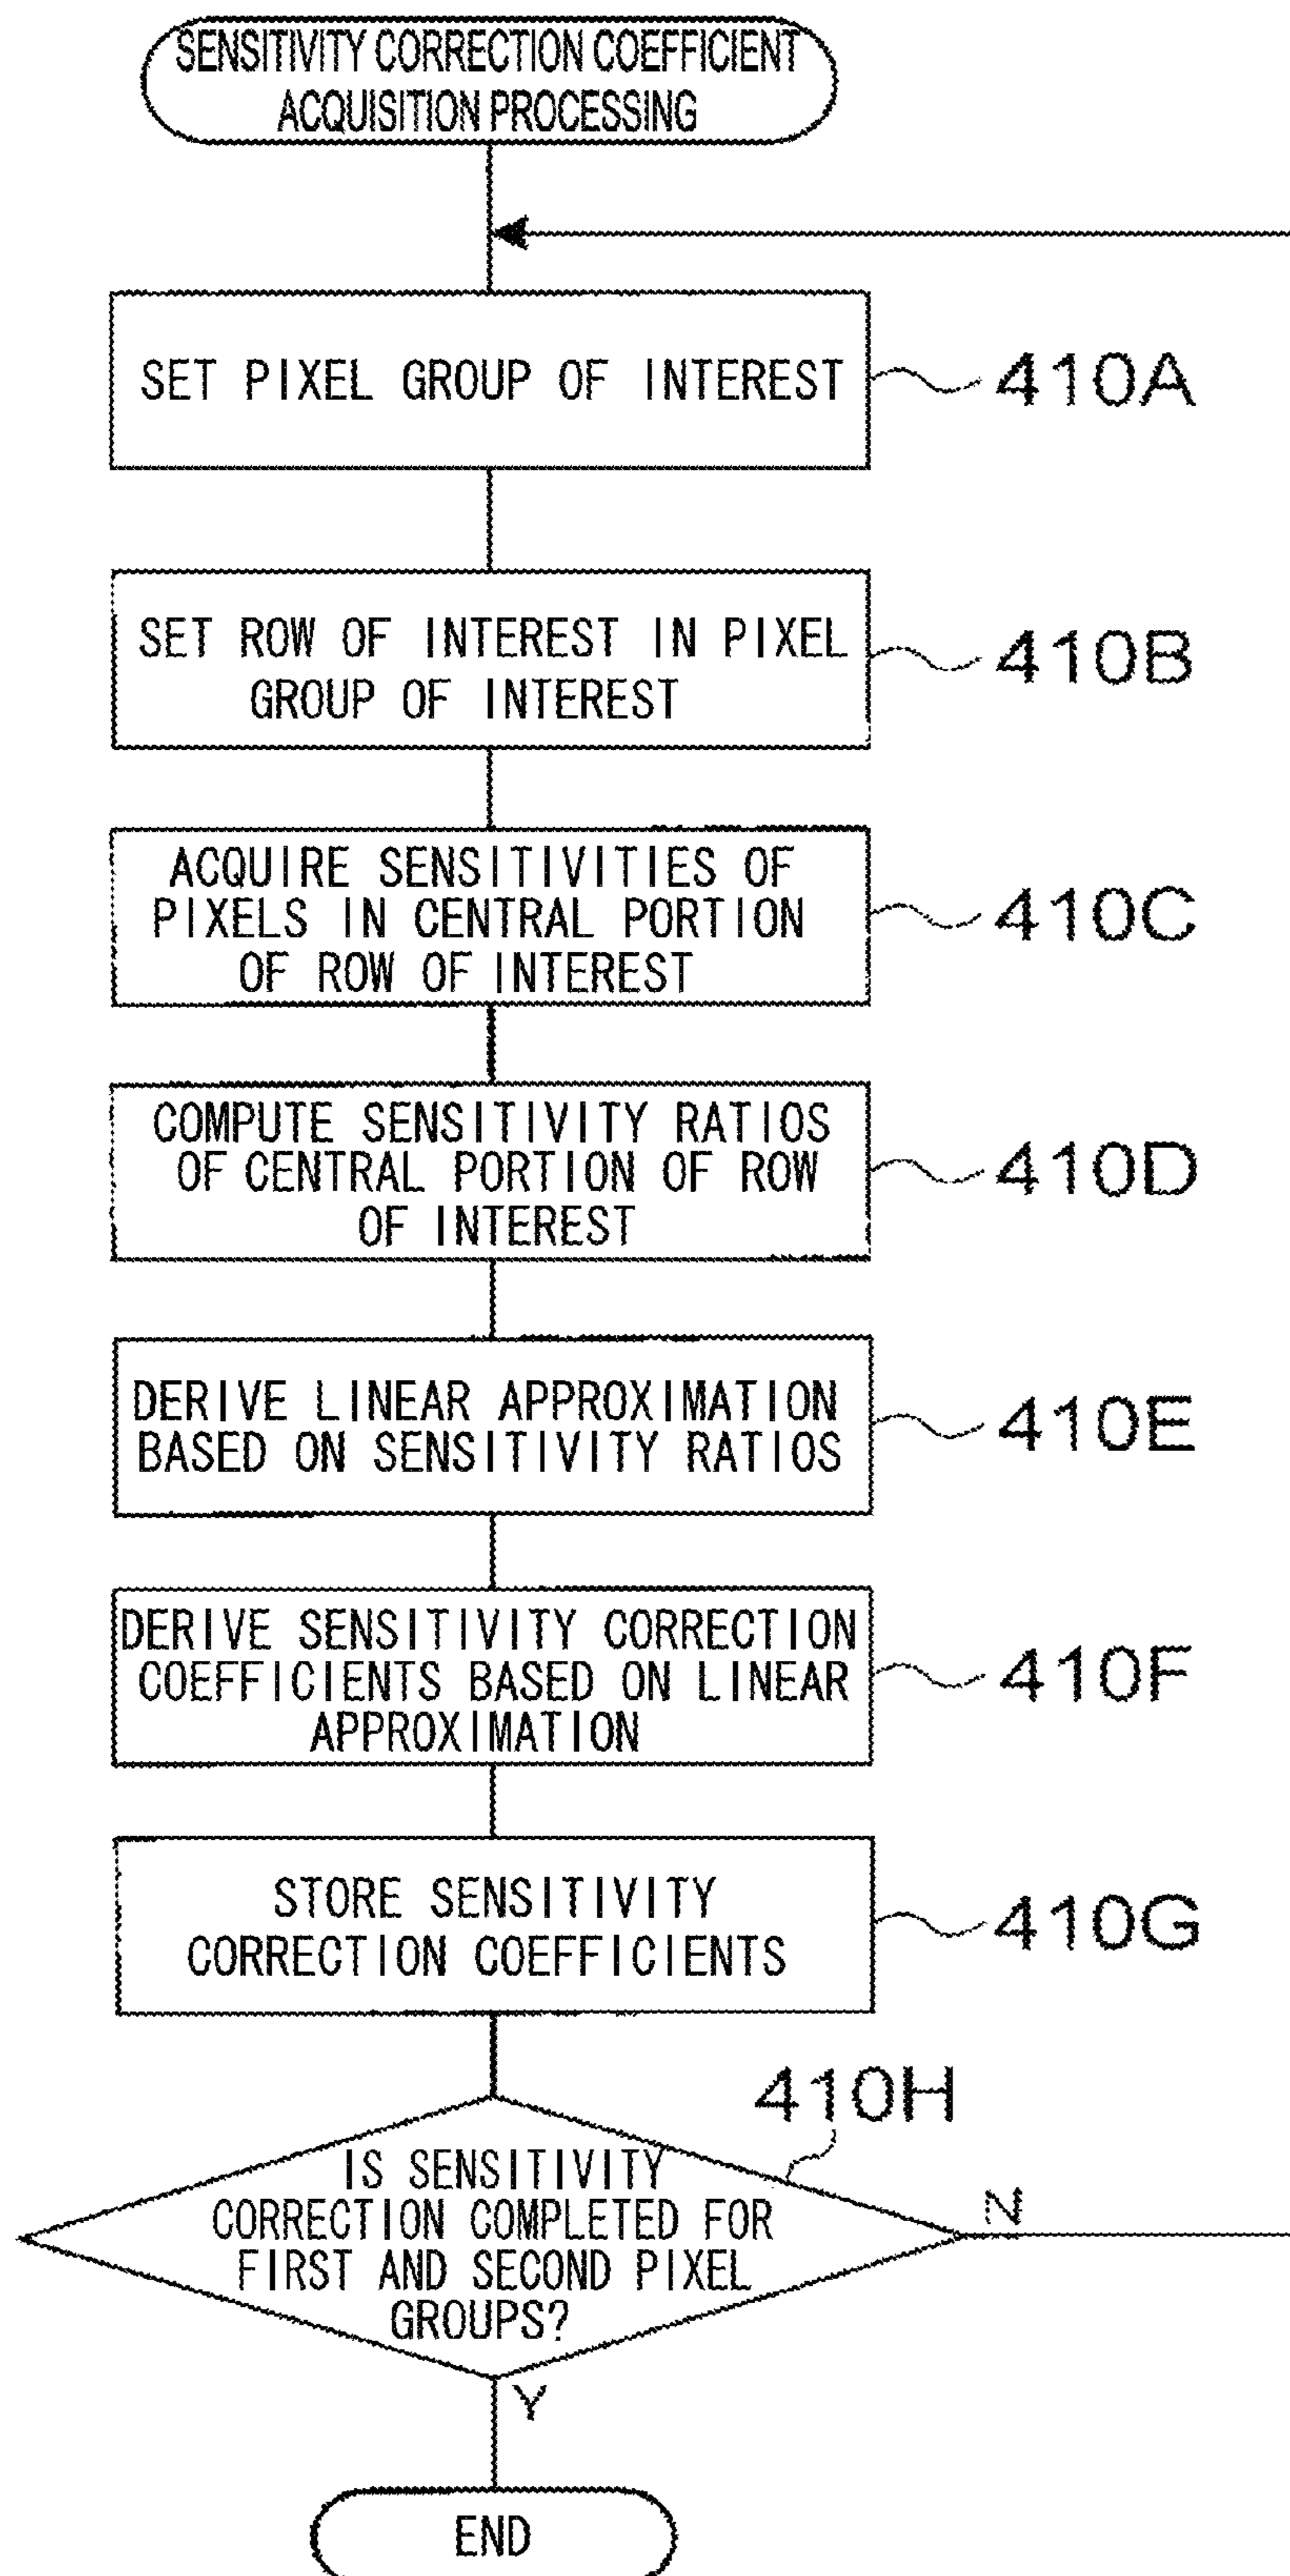 SENSITIVITY CORRECTION COEFFICIENT
ACQUISITION PROCESSING
SET PIXEL GROUP OF INTEREST
410A
SET ROW OF INTEREST IN PIXEL
GROUP OF INTEREST
410B
ACQUIRE SENSITIVITIES OF
PIXELS IN CENTRAL PORTION
OF ROW OF INTEREST
410C
COMPUTE SENSITIVITY RATIOS
OF CENTRAL PORTION OF ROW
OF INTEREST
410D
DERIVE LINEAR APPROXIMATION
BASED ON SENSITIVITY RATIOS
410E
DERIVE SENSITIVITY CORRECTION
COEFFICIENTS BASED ON LINEAR
APPROXIMATION
410F
STORE SENSITIVITY
CORRECTION COEFFICIENTS
410G
410H
IS SENSITIVITY
CORRECTION COMPLETED FOR
FIRST AND SECOND PIXEL
GROUPS?
N
Y
END